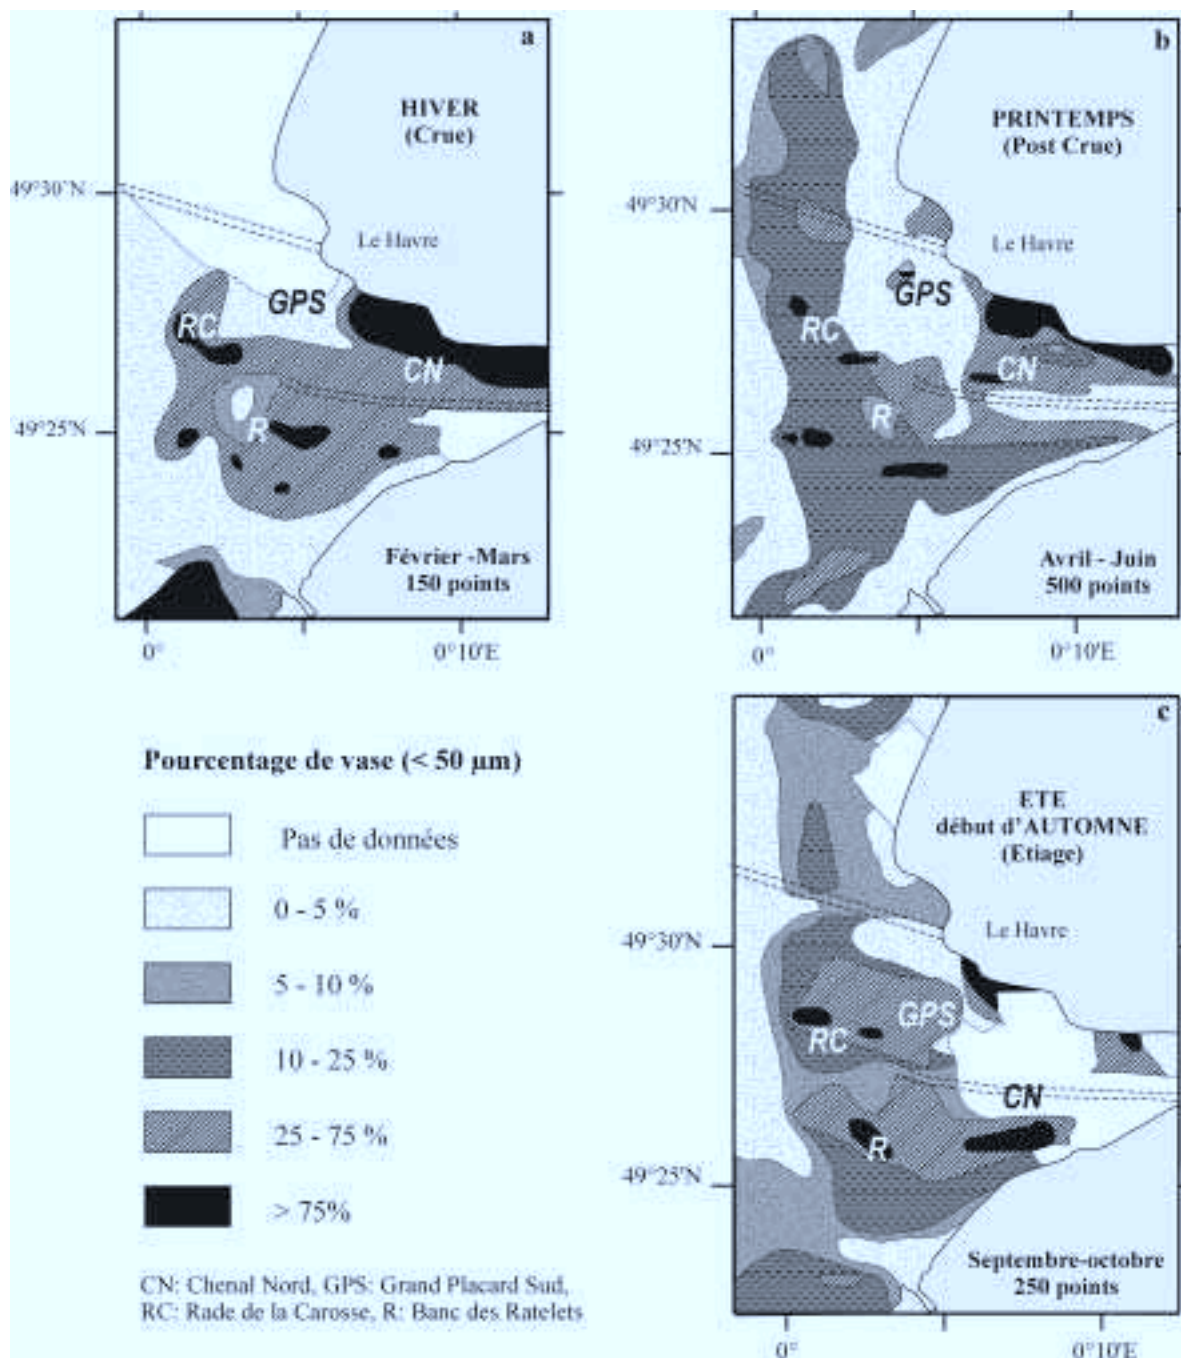 a
HIVER
(Crue)
49°30'N
Le Havre
GPS
RC
CN
R
49°25'N
Février -Mars
150 points
0°
0°10'E
b
PRINTEMPS
(Post Crue)
49°30'N
Le Havre
GPS
RC
CN
R
49°25'N
Avril - Juin
500 points
0°
0°10'E
Pourcentage de vase (< 50 µm)
Pas de données
0 - 5 %
5 - 10 %
10 - 25 %
25 - 75 %
> 75%
CN: Chenal Nord, GPS: Grand Placard Sud,
RC: Rade de la Carosse, R: Banc des Ratelets
c
ETE
début d'AUTOMNE
(Etiage)
Le Havre
49°30'N
GPS
RC
CN
R
49°25'N
Septembre-octobre
250 points
0°
0°10'E